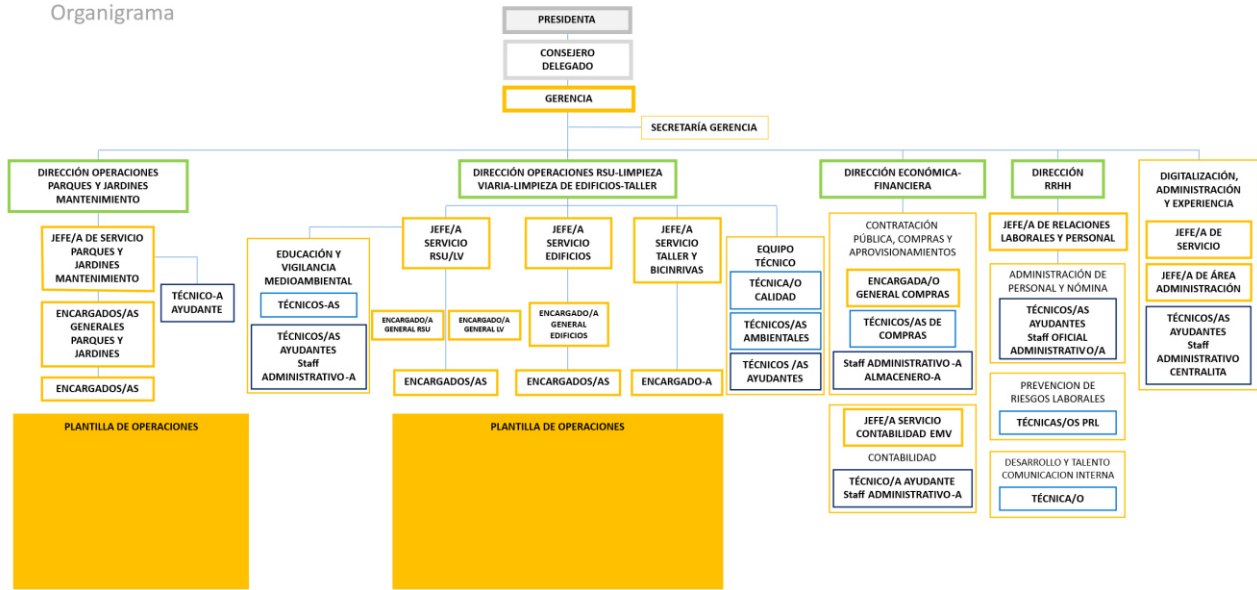 Organigrama
PRESIDENTA
CONSEJERO
DELEGADO
GERENCIA
SECRETARÍA GERENCIA
DIRECCIÓN OPERACIONES
PARQUES Y JARDINES
MANTENIMIENTO
JEFE/A DE SERVICIO
PARQUES Y
JARDINES
MANTENIMIENTO
TÉCNICO-A
AYUDANTE
ENCARGADOS/AS
GENERALES
PARQUES Y
JARDINES
ENCARGADOS/AS
PLANTILLA DE OPERACIONES
DIRECCIÓN OPERACIONES RSU-LIMPIEZA
VIARIA-LIMPIEZA DE EDIFICIOS-TALLER
EDUCACIÓN Y
VIGILANCIA
MEDIOAMBIENTAL
TÉCNICOS-AS
TÉCNICOS/AS
AYUDANTES
Staff
ADMINISTRATIVO-A
JEFE/A
SERVICIO
RSU/LV
ENCARGADO/A
GENERAL RSU
ENCARGADO/A
GENERAL LV
ENCARGADOS/AS
JEFE/A
SERVICIO
EDIFICIOS
ENCARGADO/A
GENERAL
EDIFICIOS
ENCARGADOS/AS
JEFE/A
SERVICIO
TALLER Y
BICINRIVAS
ENCARGADO-A
EQUIPO
TÉCNICO
TÉCNICA/O
CALIDAD
TÉCNICOS/AS
AMBIENTALES
TÉCNICOS /AS
AYUDANTES
PLANTILLA DE OPERACIONES
DIRECCIÓN ECONÓMICA-
FINANCIERA
CONTRATACIÓN
PÚBLICA, COMPRAS Y
APROVISIONAMIENTOS
ENCARGADA/O
GENERAL COMPRAS
TÉCNICOS/AS DE
COMPRAS
Staff ADMINISTRATIVO -A
ALMACENERO-A
JEFE/A SERVICIO
CONTABILIDAD EMV
CONTABILIDAD
TÉCNICO/A AYUDANTE
Staff ADMINISTRATIVO-A
DIRECCIÓN
RRHH
JEFE/A DE RELACIONES
LABORALES Y PERSONAL
ADMINISTRACIÓN DE
PERSONAL Y NÓMINA
TÉCNICOS/AS
AYUDANTES
Staff OFICIAL
ADMINISTRATIVO/A
PREVENCION DE
RIESGOS LABORALES
TÉCNICAS/OS PRL
DESARROLLO Y TALENTO
COMUNICACION INTERNA
TÉCNICA/O
DIGITALIZACIÓN,
ADMINISTRACIÓN
Y EXPERIENCIA
JEFE/A DE
SERVICIO
JEFE/A DE ÁREA
ADMINISTRACIÓN
TÉCNICOS/AS
AYUDANTES
Staff
ADMINISTRATIVO
CENTRALITA